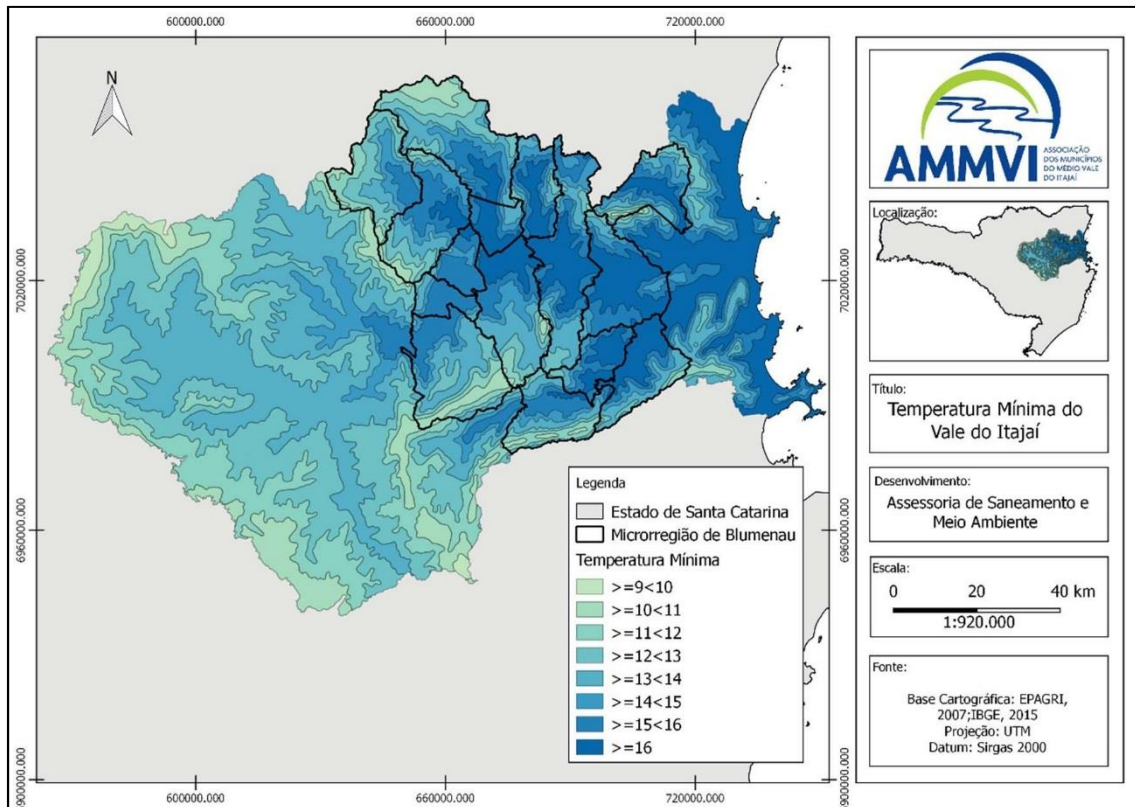 600000.000
660000.000
720000.000
N
7020000.000
7020000.000
6960000.000
6960000.000
6900000.000
6900000.000
600000.000
660000.000
720000.000
Legenda
Estado de Santa Catarina
Microrregião de Blumenau
Temperatura Mínima
>=9<10
>=10<11
>=11<12
>=12<13
>=13<14
>=14<15
>=15<16
>=16
AMMVI
ASSOCIAÇÃO
DOS MUNICÍPIOS
DO MÉDIO VALE
DO ITAJAÍ
Localização:
Título:
Temperatura Mínima do
Vale do Itajaí
Desenvolvimento:
Assessoria de Saneamento e
Meio Ambiente
Escala:
0 20 40 km
1:920.000
Fonte:
Base Cartográfica: EPAGRI,
2007;IBGE, 2015
Projeção: UTM
Datum: Sirgas 2000